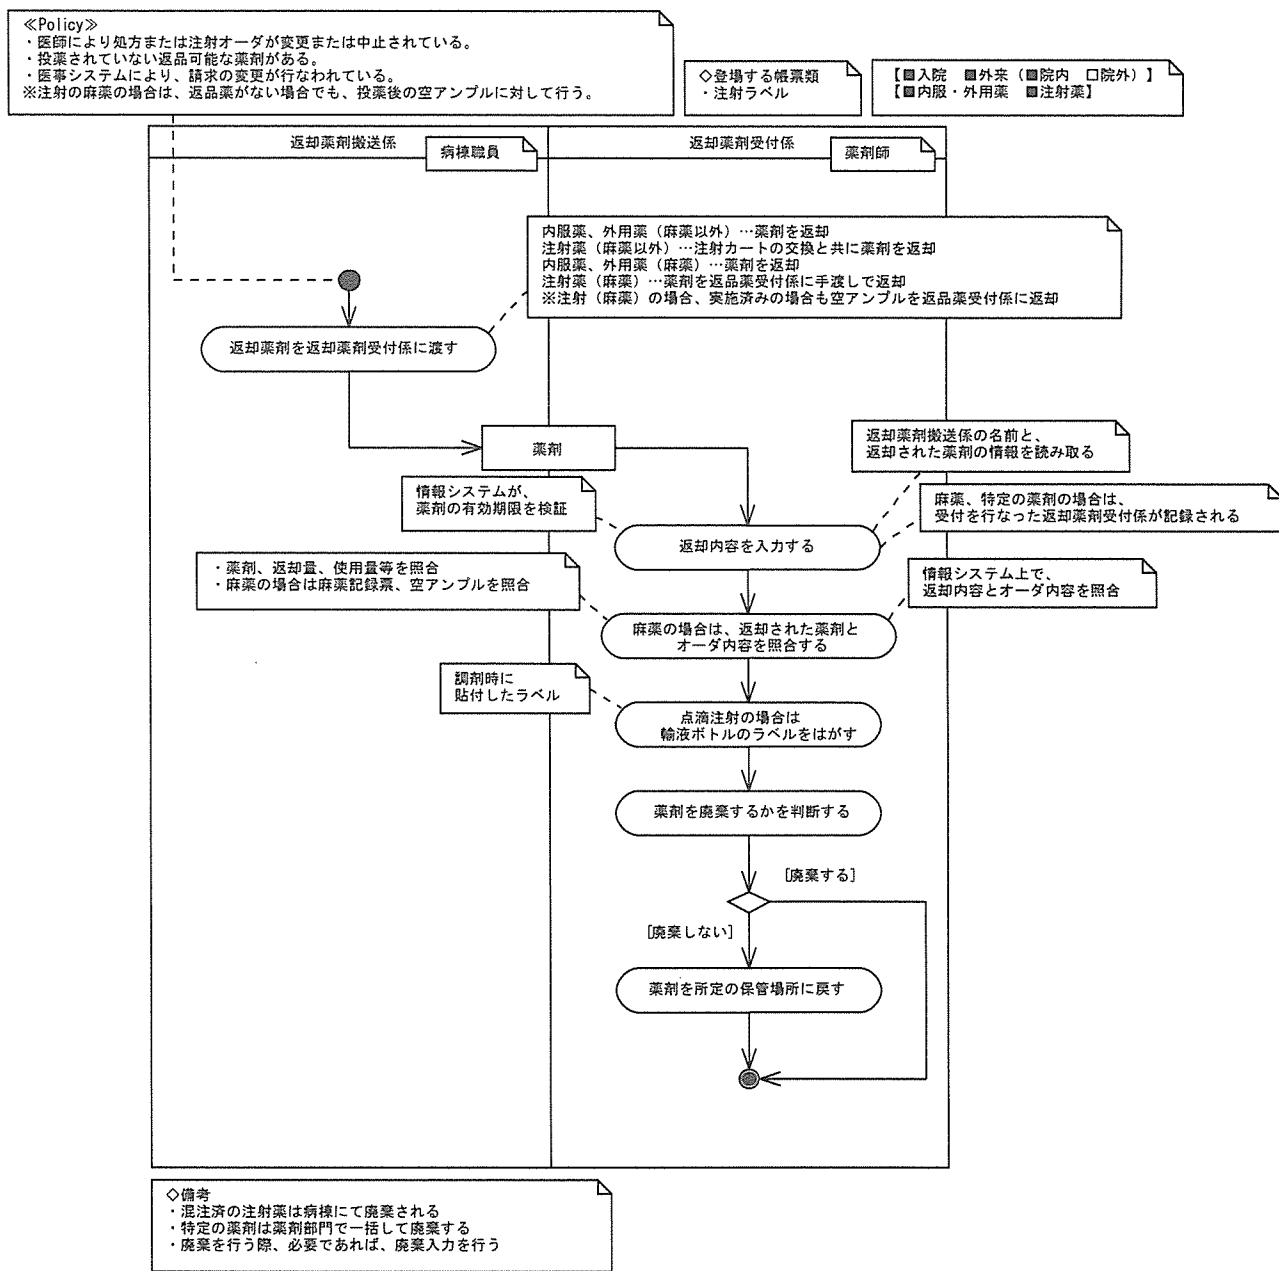 ≪Policy≫
・医師により処方または注射オーダが変更または中止されている。
・投薬されていない返品可能な薬剤がある。
・医事システムにより、請求の変更が行なわれている。
※注射の麻薬の場合は、返品薬がない場合でも、投薬後の空アンプルに対して行う。
◇登場する帳票類
・注射ラベル
【■入院　■外来（■院内　□院外）】
【■内服・外用薬　■注射薬】
返却薬剤搬送係
病棟職員
返却薬剤受付係
薬剤師
内服薬、外用薬（麻薬以外）…薬剤を返却
注射薬（麻薬以外）…注射カートの交換と共に薬剤を返却
内服薬、外用薬（麻薬）…薬剤を返却
注射薬（麻薬）…薬剤を返品薬受付係に手渡しで返却
※注射（麻薬）の場合、実施済みの場合も空アンプルを返品薬受付係に返却
返却薬剤を返却薬剤受付係に渡す
薬剤
返却薬剤搬送係の名前と、
返却された薬剤の情報を読み取る
情報システムが、
薬剤の有効期限を検証
麻薬、特定の薬剤の場合は、
受付を行なった返却薬剤受付係が記録される
返却内容を入力する
・薬剤、返却量、使用量等を照合
・麻薬の場合は麻薬記録票、空アンプルを照合
情報システム上で、
返却内容とオーダ内容を照合
麻薬の場合は、返却された薬剤と
オーダ内容を照合する
調剤時に
貼付したラベル
点滴注射の場合は
輸液ボトルのラベルをはがす
薬剤を廃棄するかを判断する
[廃棄する]
[廃棄しない]
薬剤を所定の保管場所に戻す
◇備考
・混注済の注射薬は病棟にて廃棄される
・特定の薬剤は薬剤部門で一括して廃棄する
・廃棄を行う際、必要であれば、廃棄入力を行う